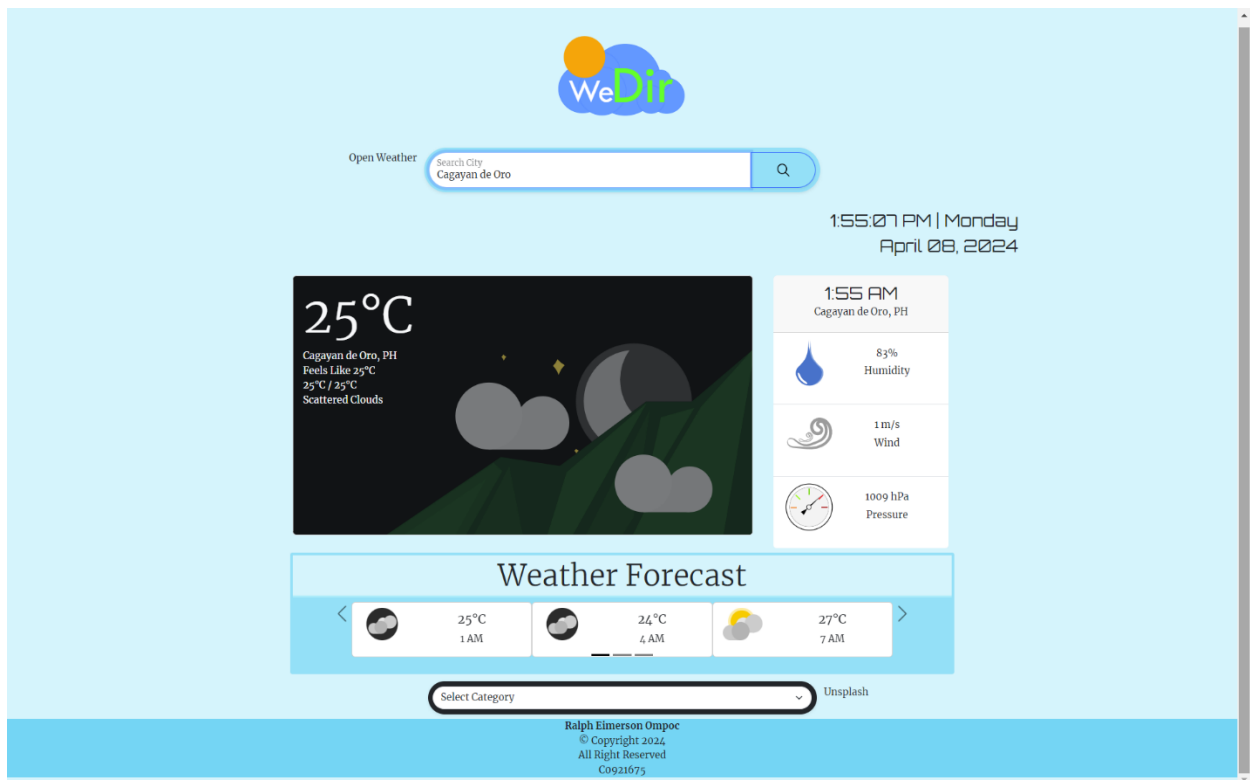 WeDir
Open Weather
Search City
Cagayan de Oro
1:55:07 PM | Monday
April 08, 2024
25°C
Cagayan de Oro, PH
Feels Like 25°C
25°C / 25°C
Scattered Clouds
1:55 AM
Cagayan de Oro, PH
83%
Humidity
1 m/s
Wind
1009 hPa
Pressure
Weather Forecast
25°C
1 AM
24°C
4 AM
27°C
7 AM
Select Category
Unsplash
Ralph Eimerson Ompoc
© Copyright 2024
All Right Reserved
C0921675